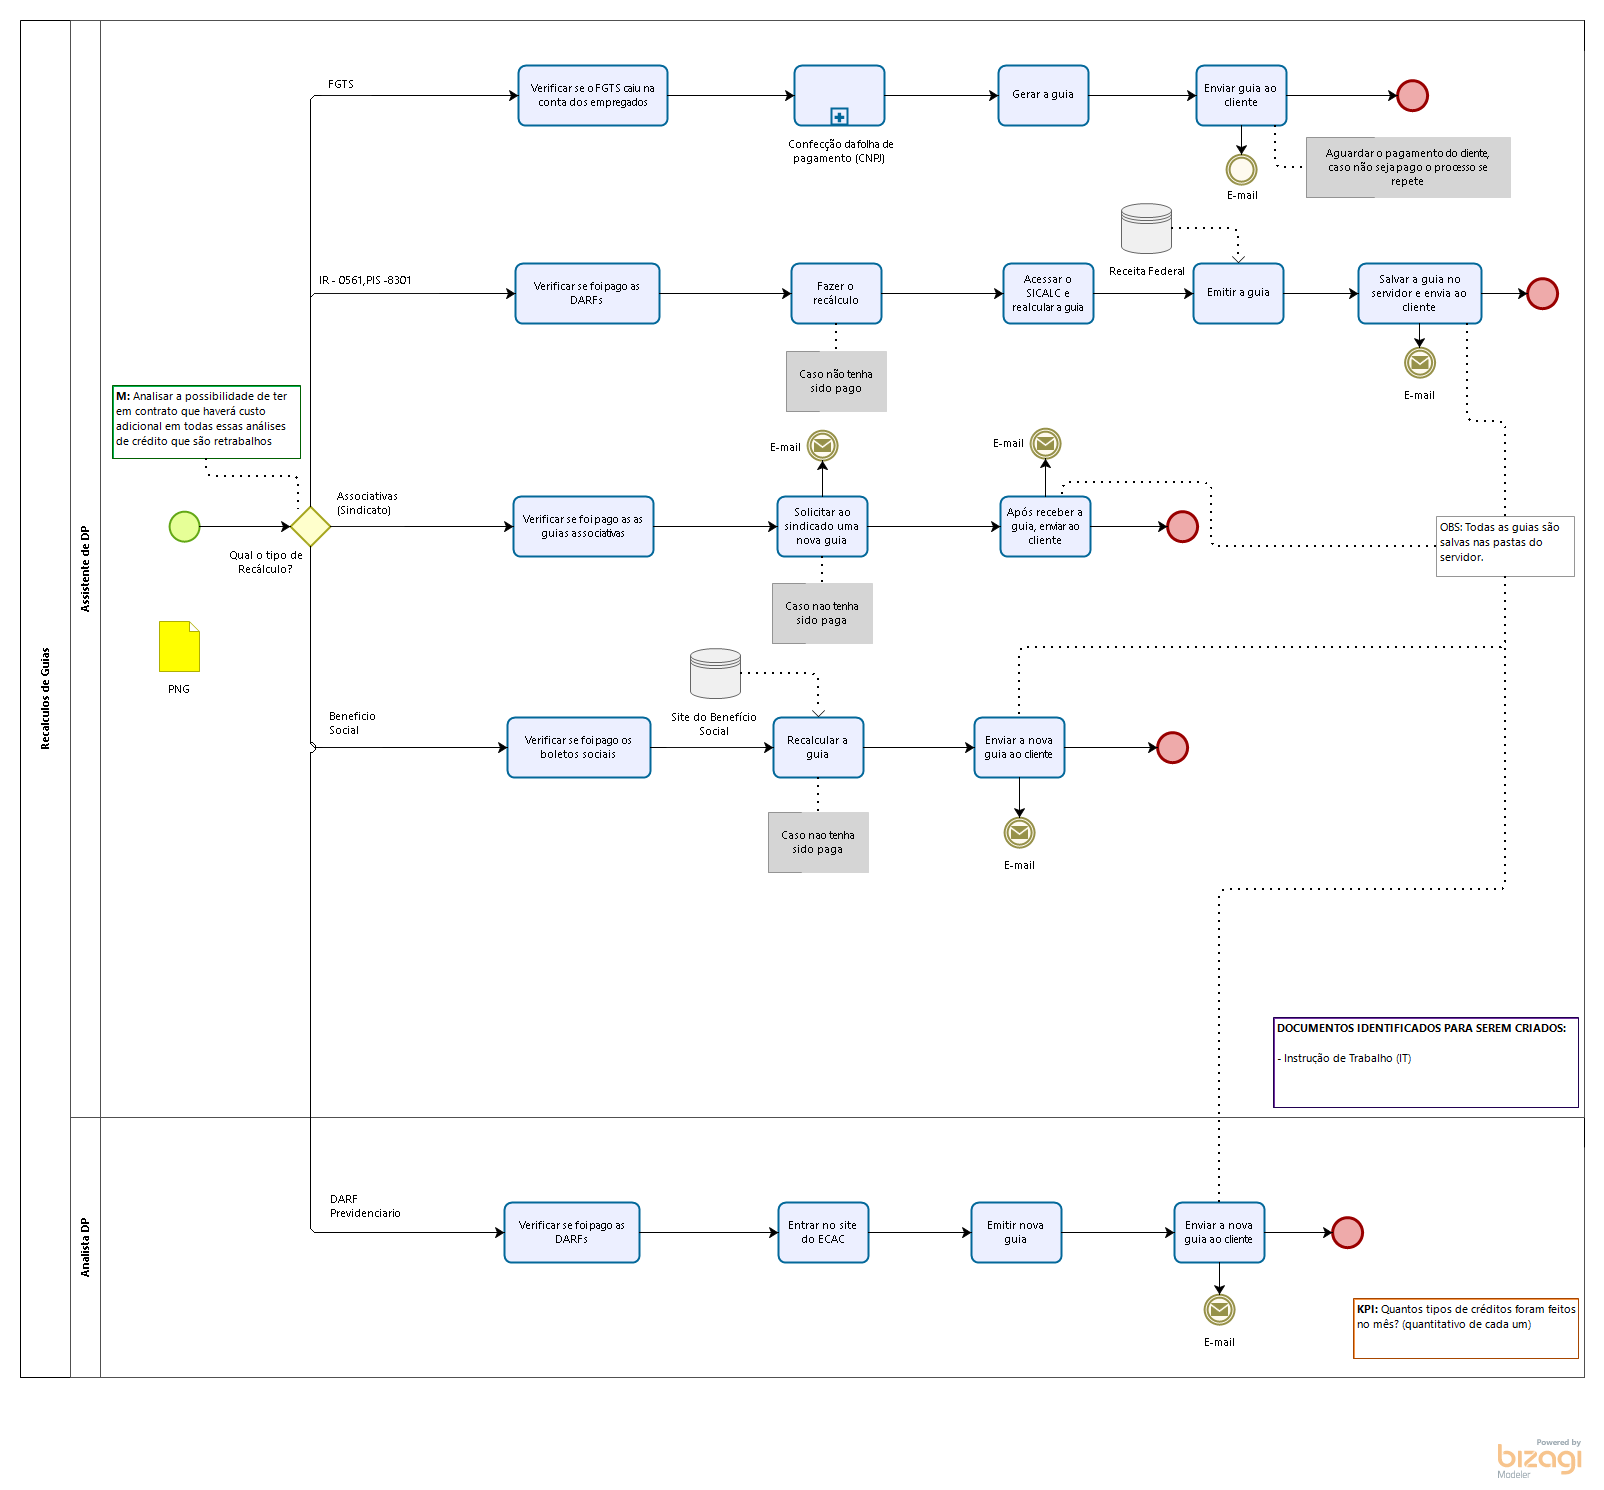 Recalculos de Guias
Assistente de DP
FGTS
Verificar se o FGTS caiu na
conta dos empregados
Confecção da folha de
pagamento (CNPJ)
Gerar a guia
Enviar guia ao
cliente
E-mail
Aguardar o pagamento do cliente,
caso não seja pago o processo se
repete
IR - 0561,PIS -8301
Verificar se foi pago as
DARFs
Fazer o
recálculo
Caso não tenha
sido pago
Acessar o
SICALC e
realcular a guia
Receita Federal
Emitir a guia
Salvar a guia no
servidor e envia ao
cliente
E-mail
M: Analisar a possibilidade de ter
em contrato que haverá custo
adicional em todas essas análises
de crédito que são retrabalhos
Qual o tipo de
Recálculo?
PNG
Associativas
(Sindicato)
Verificar se foi pago as as
guias associativas
E-mail
Solicitar ao
sindicado uma
nova guia
Caso nao tenha
sido paga
E-mail
Após receber a
guia, enviar ao
cliente
OBS: Todas as guias são
salvas nas pastas do
servidor.
Beneficio
Social
Verificar se foi pago os
boletos sociais
Site do Benefício
Social
Recalcular a
guia
Caso nao tenha
sido paga
Enviar a nova
guia ao cliente
E-mail
DOCUMENTOS IDENTIFICADOS PARA SEREM CRIADOS:
- Instrução de Trabalho (IT)
Analista DP
DARF
Previdenciario
Verificar se foi pago as
DARFs
Entrar no site
do ECAC
Emitir nova
guia
Enviar a nova
guia ao cliente
E-mail
KPI: Quantos tipos de créditos foram feitos
no mês? (quantitativo de cada um)
Powered by
bizagi
Modeler